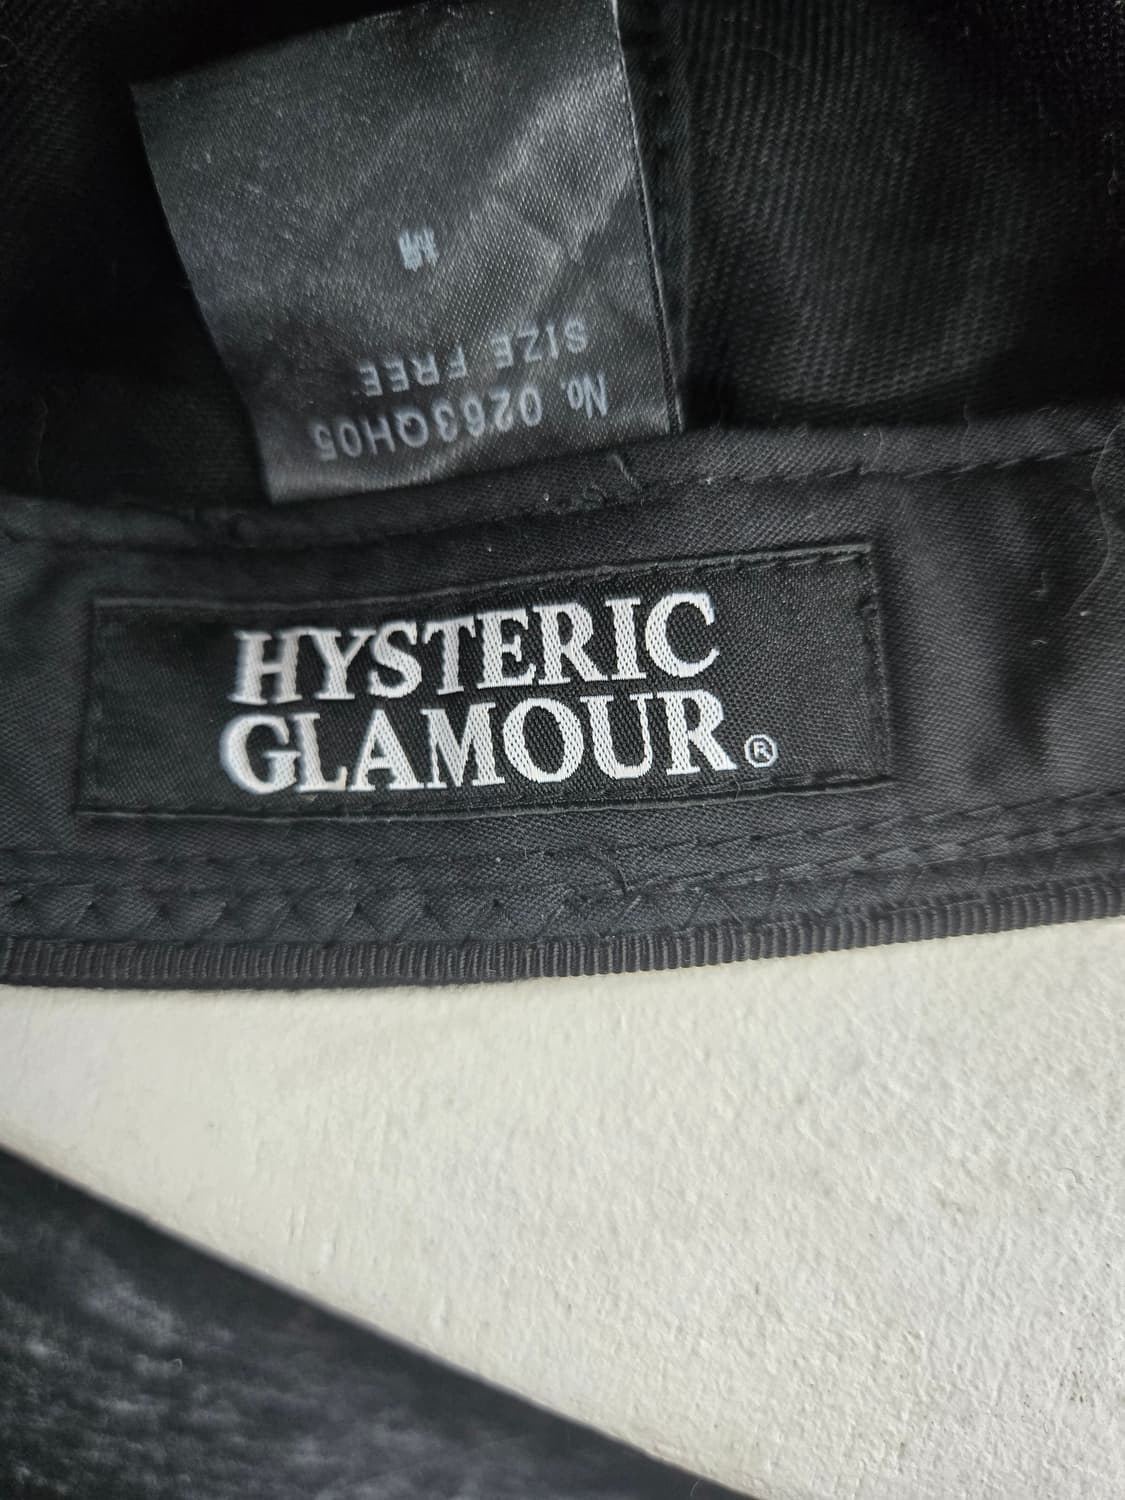 No. 0263QH05
SIZE FREE
HYSTERIC
GLAMOUR®